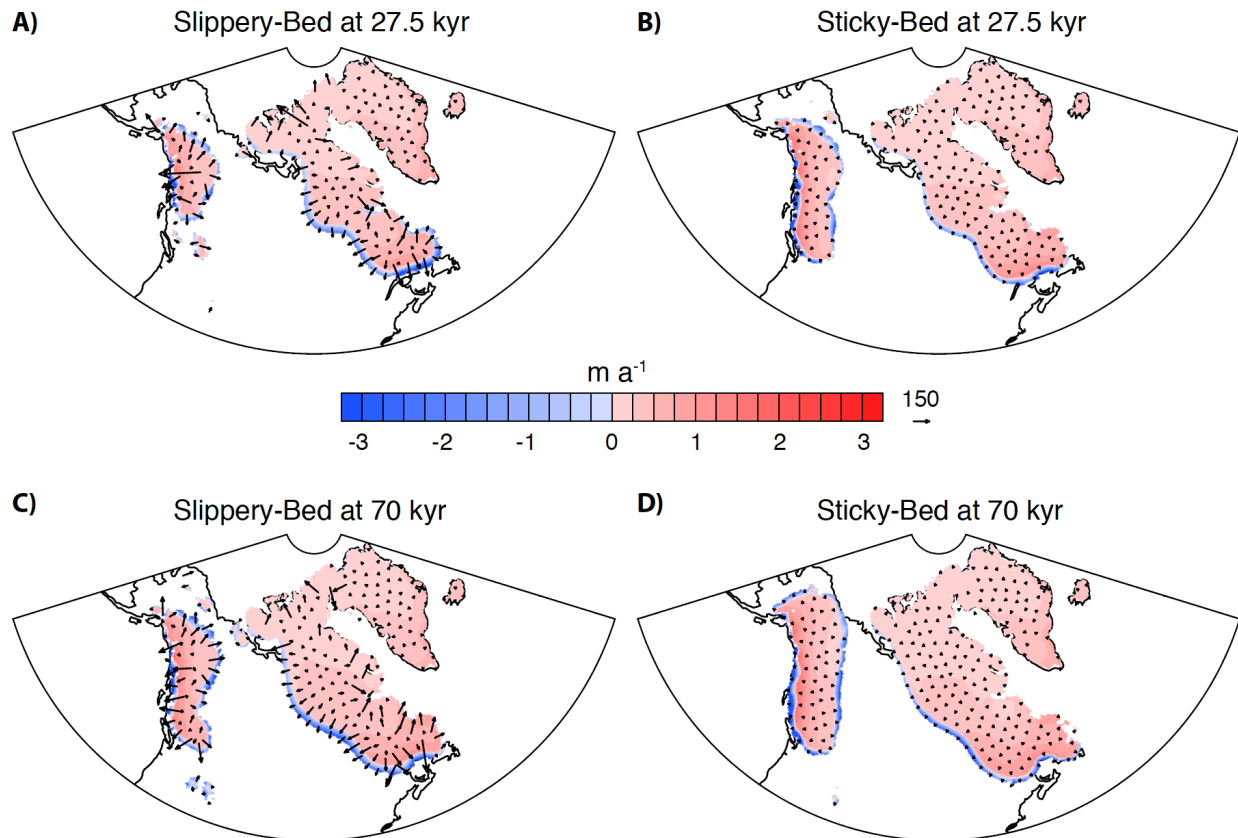 A) Slippery-Bed at 27.5 kyr
B) Sticky-Bed at 27.5 kyr
m a⁻¹
150
-3 -2 -1 0 1 2 3
C) Slippery-Bed at 70 kyr
D) Sticky-Bed at 70 kyr